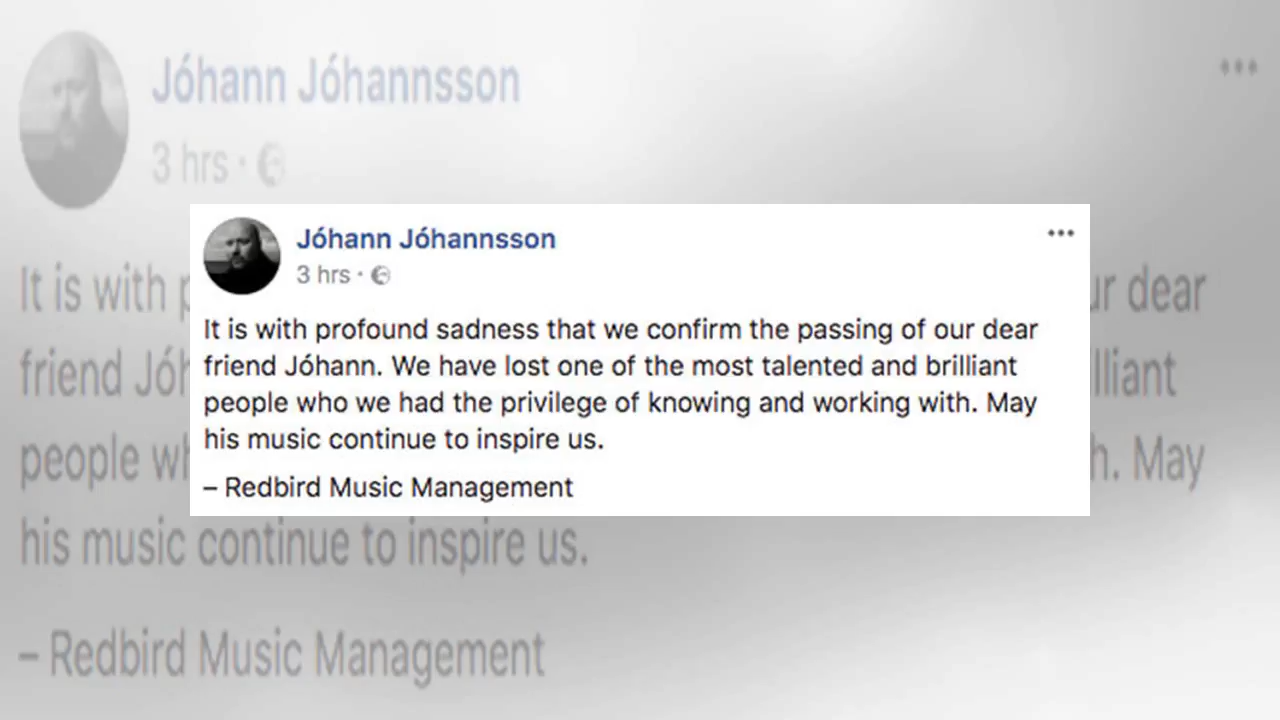 Jóhann Jóhannsson
3 hrs ·
It is with profound sadness that we confirm the passing of our dear
friend Jóhann. We have lost one of the most talented and brilliant
people who we had the privilege of knowing and working with. May
his music continue to inspire us.
– Redbird Music Management
Jóhann Jóhannsson
3 hrs ·
It is with p
ur dear
friend Jóh
lliant
people wh
h. May
his music continue to inspire us.
– Redbird Music Management